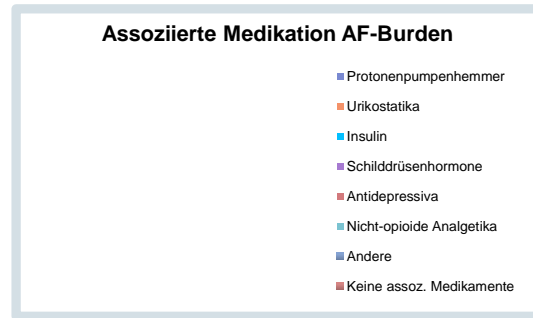 Assoziierte Medikation AF-Burden
Protonenpumpenhemmer
Urikostatika
Insulin
Schilddrüsenhormone
Antidepressiva
Nicht-opioide Analgetika
Andere
Keine assoz. Medikamente